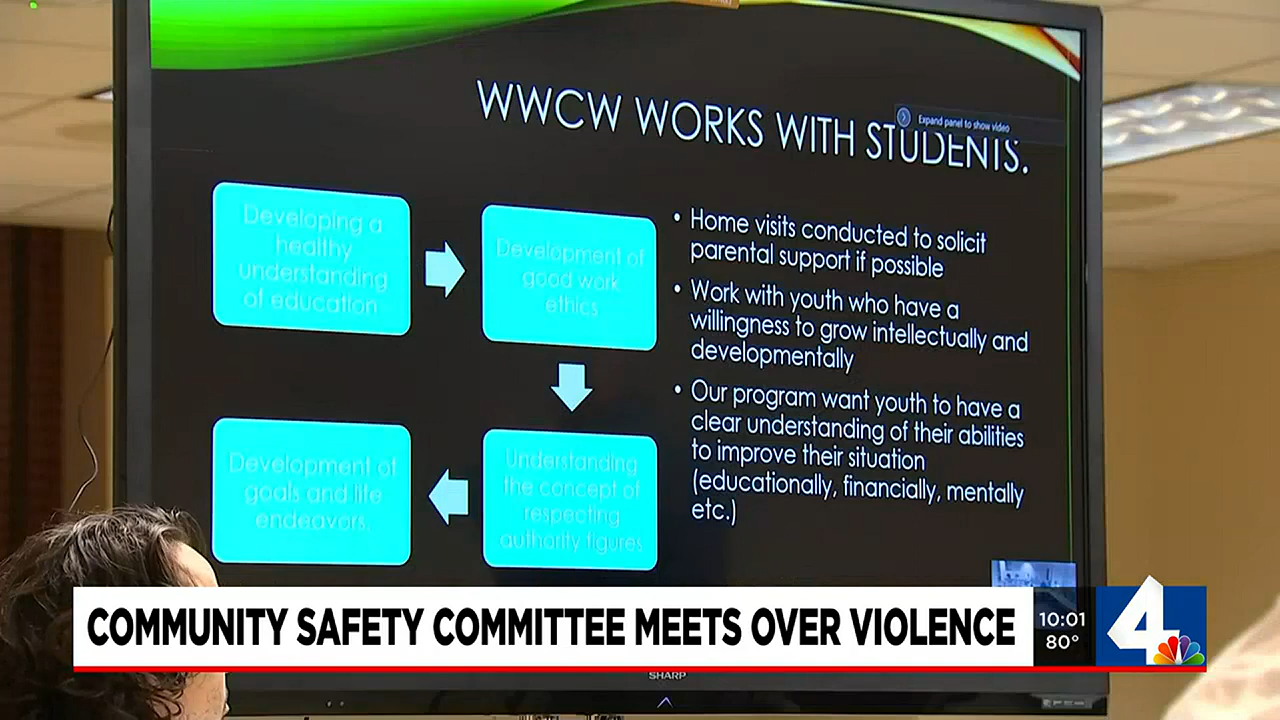 WWCW WORKS WITH STUDENTS.
Expand panel to show video
Developing a
healthy
understanding
of education
Development of
good work
ethics
Understanding
the concept of
respecting
authority figures
Development of
goals and life
endeavors.
• Home visits conducted to solicit
parental support if possible
• Work with youth who have a
willingness to grow intellectually and
developmentally
• Our program want youth to have a
clear understanding of their abilities
to improve their situation
(educationally, financially, mentally
etc.)
COMMUNITY SAFETY COMMITTEE MEETS OVER VIOLENCE
10:01
80°
4
SHARP